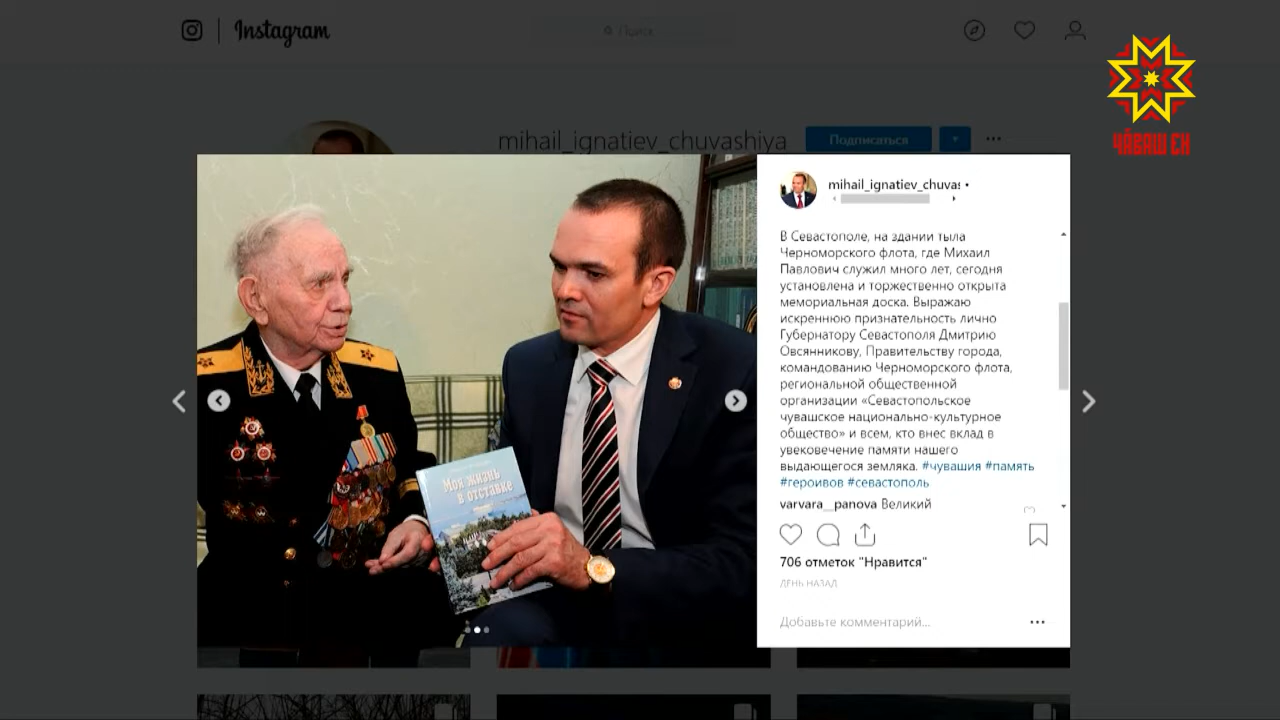 Instagram
Поиск
ЧĂВАШ ЕН
mihail_ignatiev_chuvashiya
Подписаться
mihail_ignatiev_chuvas
В Севастополе, на здании тыла
Черноморского флота, где Михаил
Павлович служил много лет, сегодня
установлена и торжественно открыта
мемориальная доска. Выражаю
искреннюю признательность лично
Губернатору Севастополя Дмитрию
Овсянникову, Правительству города,
командованию Черноморского флота,
региональной общественной
организации «Севастопольское
чувашское национально-культурное
общество» и всем, кто внес вклад в
увековечение памяти нашего
выдающегося земляка. #чувашия #память
#героивов #севастополь
varvara__panova Великий
706 отметок "Нравится"
ДЕНЬ НАЗАД
Добавьте комментарий...
Моя жизнь
в отставке